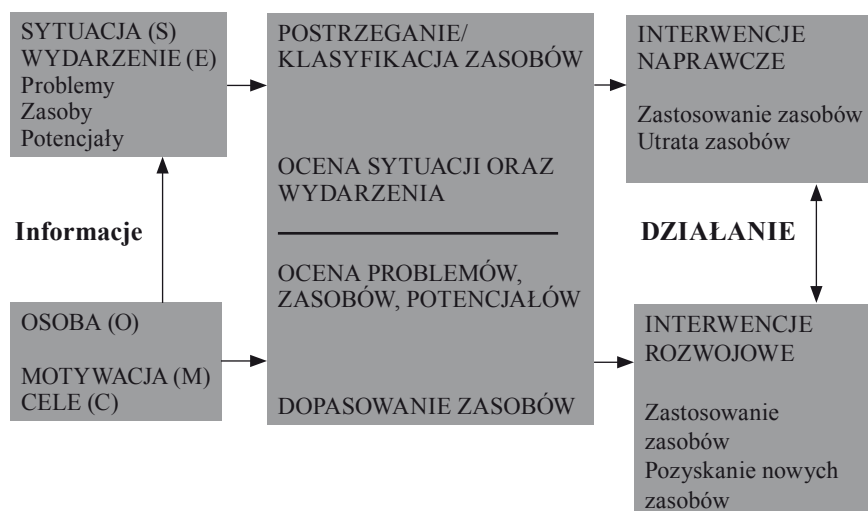 SYTUACJA (S)
WYDARZENIE (E)
Problemy
Zasoby
Potencjały
Informacje
OSOBA (O)
MOTYWACJA (M)
CELE (C)
POSTRZEGANIE/
KLASYFIKACJA ZASOBÓW
OCENA SYTUACJI ORAZ
WYDARZENIA
OCENA PROBLEMÓW,
ZASOBÓW, POTENCJAŁÓW
DOPASOWANIE ZASOBÓW
INTERWENCJE
NAPRAWCZE
Zastosowanie zasobów
Utrata zasobów
DZIAŁANIE
INTERWENCJE
ROZWOJOWE
Zastosowanie
zasobów
Pozyskanie nowych
zasobów